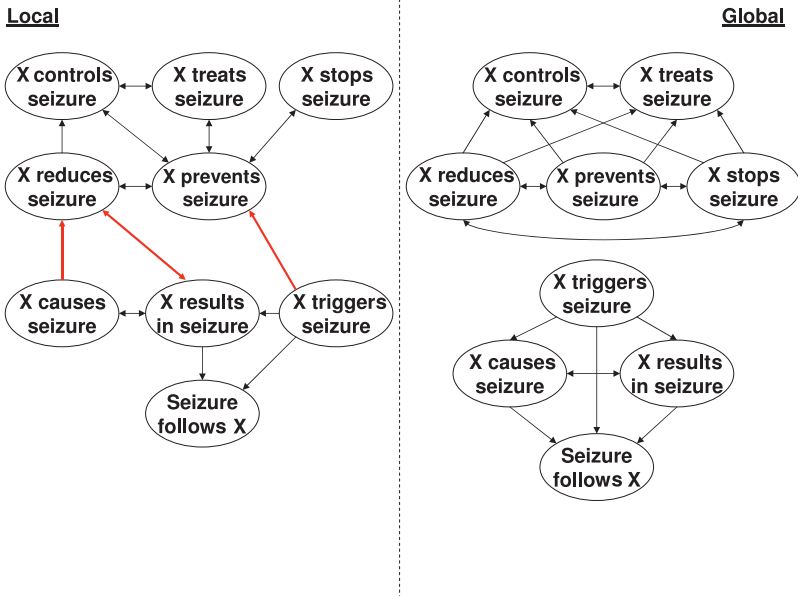 Local
X controls
seizure
X treats
seizure
X stops
seizure
X reduces
seizure
X prevents
seizure
X causes
seizure
X results
in seizure
X triggers
seizure
Seizure
follows X
Global
X controls
seizure
X treats
seizure
X reduces
seizure
X prevents
seizure
X stops
seizure
X triggers
seizure
X causes
seizure
X results
in seizure
Seizure
follows X